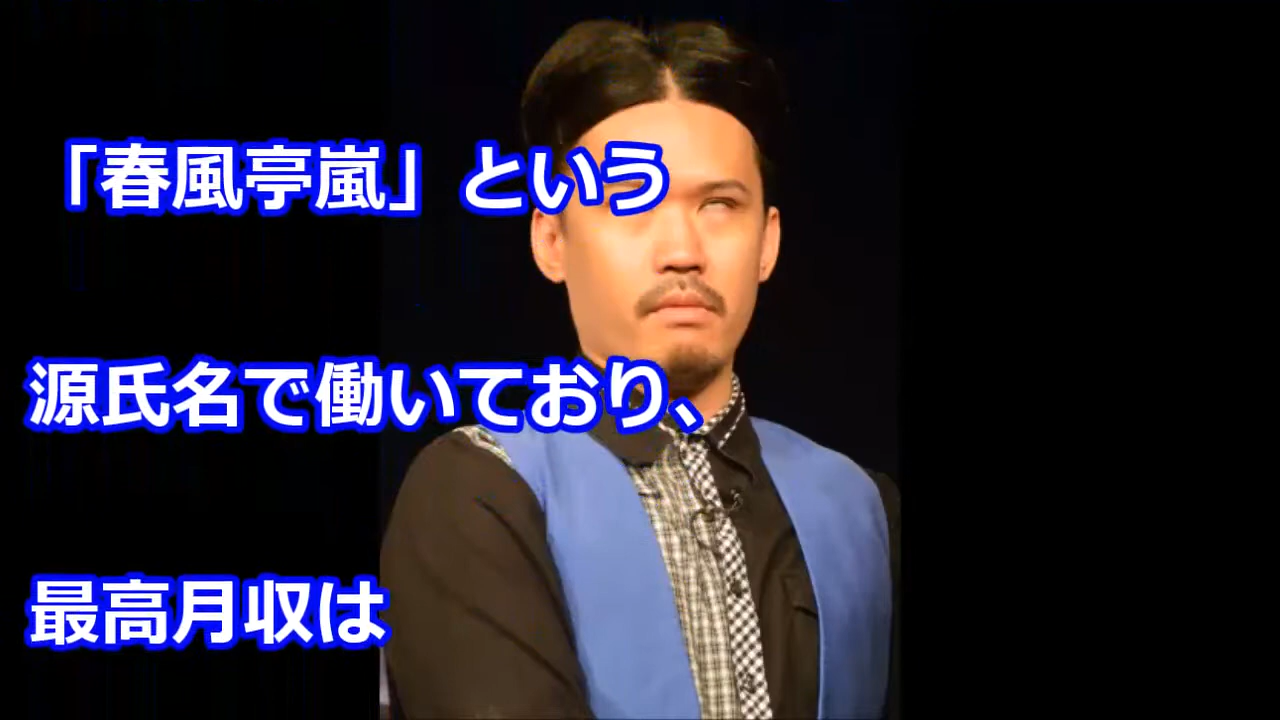 「春風亭嵐」という
源氏名で働いており、
最高月収は